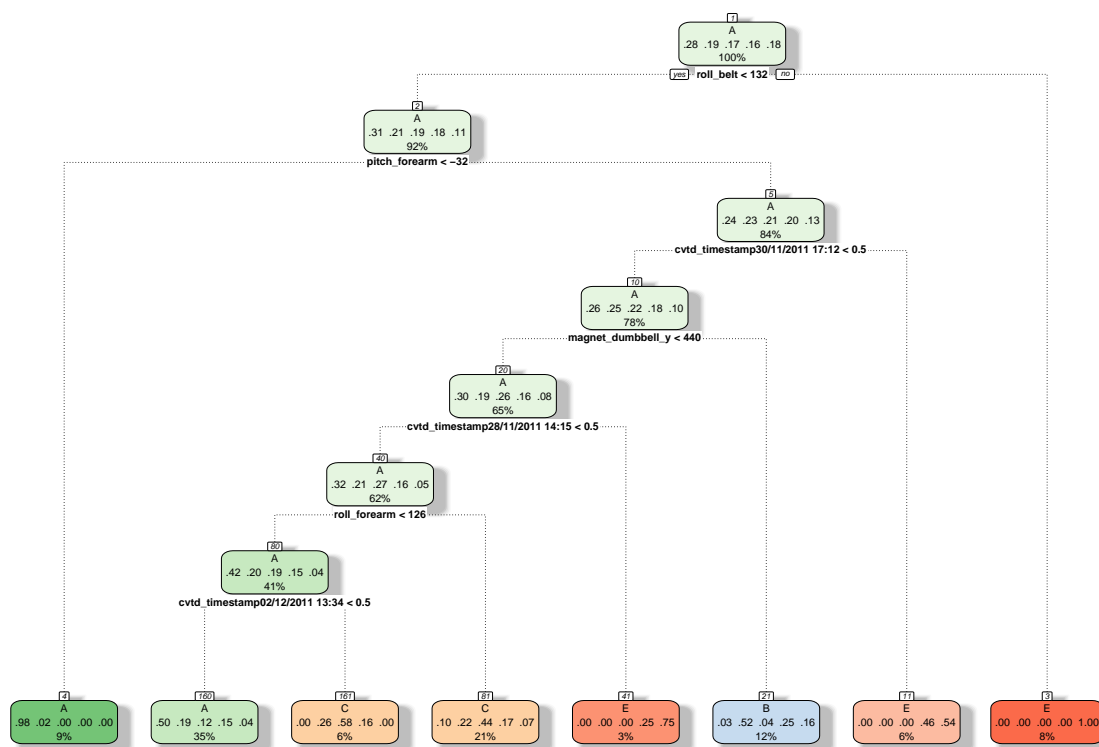 1
A
.28 .19 .17 .16 .18
100%
yes roll_belt < 132 no
2
A
.31 .21 .19 .18 .11
92%
pitch_forearm < −32
5
A
.24 .23 .21 .20 .13
84%
cvtd_timestamp30/11/2011 17:12 < 0.5
10
A
.26 .25 .22 .18 .10
78%
magnet_dumbbell_y < 440
20
A
.30 .19 .26 .16 .08
65%
cvtd_timestamp28/11/2011 14:15 < 0.5
40
A
.32 .21 .27 .16 .05
62%
roll_forearm < 126
80
A
.42 .20 .19 .15 .04
41%
cvtd_timestamp02/12/2011 13:34 < 0.5
4
A
.98 .02 .00 .00 .00
9%
160
A
.50 .19 .12 .15 .04
35%
161
C
.00 .26 .58 .16 .00
6%
81
C
.10 .22 .44 .17 .07
21%
41
E
.00 .00 .00 .25 .75
3%
21
B
.03 .52 .04 .25 .16
12%
11
E
.00 .00 .00 .46 .54
6%
3
E
.00 .00 .00 .00 1.00
8%